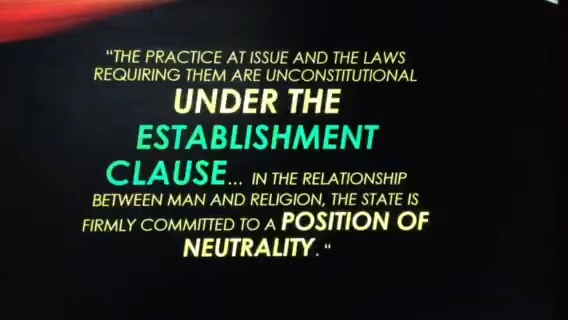 "THE PRACTICE AT ISSUE AND THE LAWS
REQUIRING THEM ARE UNCONSTITUTIONAL
UNDER THE
ESTABLISHMENT
CLAUSE... IN THE RELATIONSHIP
BETWEEN MAN AND RELIGION, THE STATE IS
FIRMLY COMMITTED TO A POSITION OF
NEUTRALITY. "